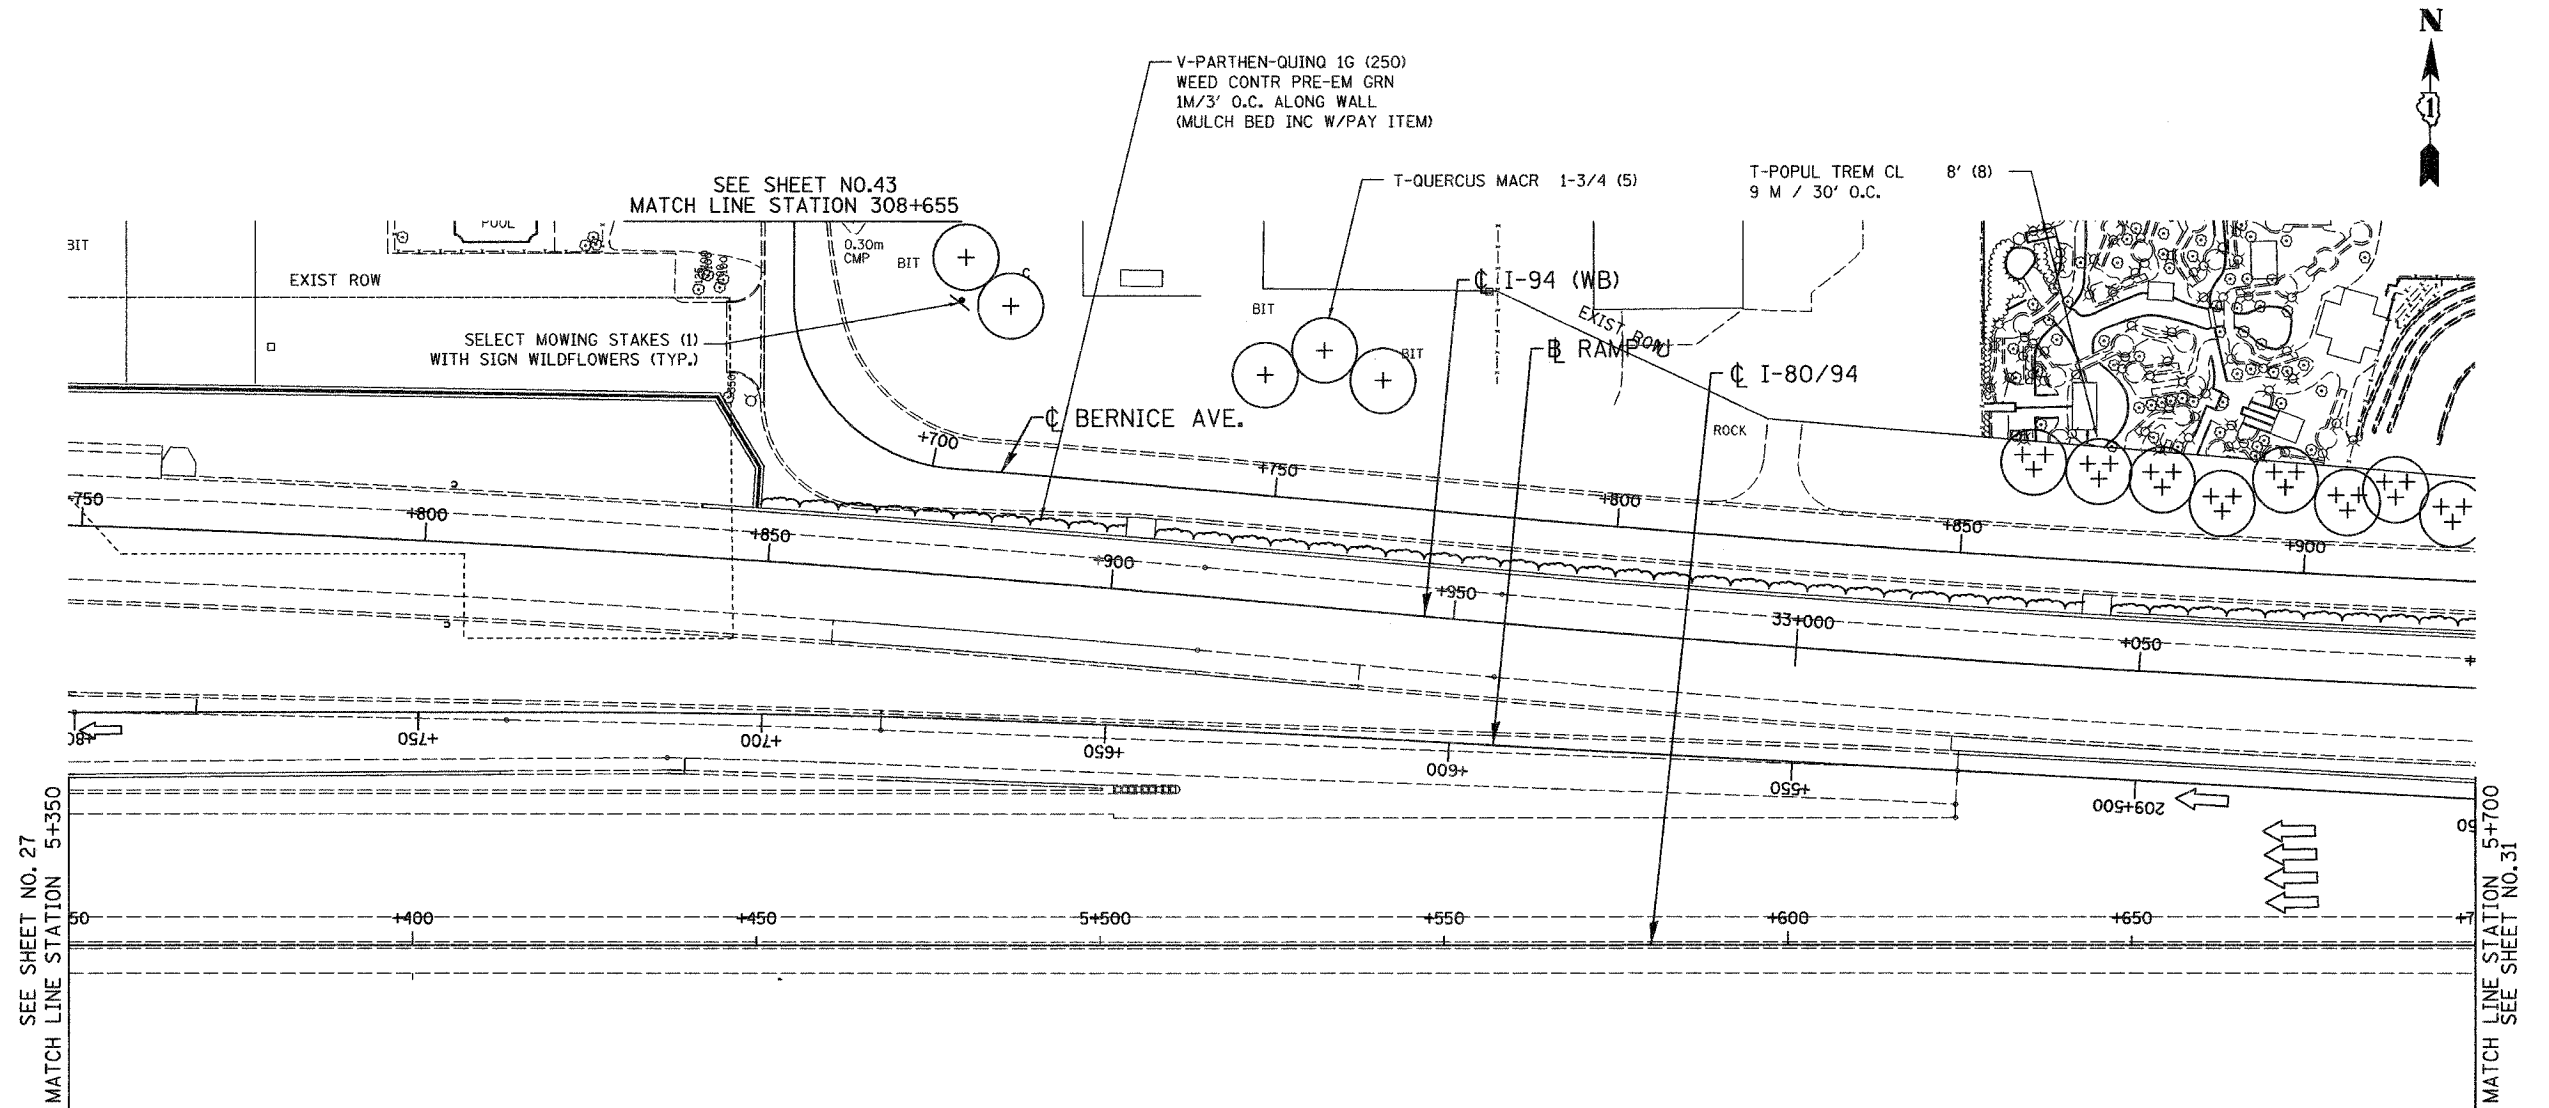 N
1
V-PARTHEN-QUINQ 1G (250)
WEED CONTR PRE-EM GRN
1M/3' O.C. ALONG WALL
(MULCH BED INC W/PAY ITEM)
SEE SHEET NO.43
MATCH LINE STATION 308+655
T-QUERCUS MACR 1-3/4 (5)
T-POPUL TREM CL 8' (8)
9 M / 30' O.C.
BIT
POOL
EXIST ROW
0.30m
CMP
BIT
C
BIT
BIT
SELECT MOWING STAKES (1)
WITH SIGN WILDFLOWERS (TYP.)
℄ I-94 (WB)
EXIST ROW
BL RAMP U
℄ I-80/94
℄ BERNICE AVE.
ROCK
+700
+750
+800
+850
+900
+750
+800
+850
+900
+950
33+000
+050
+750
+700
+650
+600
+550
209+500
50
+400
+450
5+500
+550
+600
+650
+7
SEE SHEET NO. 27
MATCH LINE STATION 5+350
MATCH LINE STATION 5+700
SEE SHEET NO.31